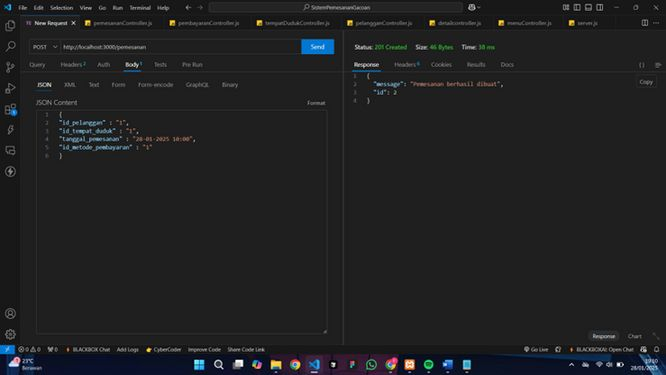 File Edit Selection View Go Run Terminal Help
SistemPemesananGacoan
New Request
pemesananController.js
pembayaranController.js
tempatDudukController.js
pelangganController.js
detailcontroller.js
menuController.js
server.js
POST
http://localhost:3000/pemesanan
Send
Query Headers 2 Auth Body 1 Tests Pre Run
JSON XML Text Form Form-encode GraphQL Binary
JSON Content
Format
1 {
2 "id_pelanggan" : "1",
3 "id_tempat_duduk" : "1",
4 "tanggal_pemesanan" : "28-01-2025 10:00",
5 "id_metode_pembayaran" : "1"
6 }
Status: 201 Created Size: 46 Bytes Time: 38 ms
Response Headers 6 Cookies Results Docs
{ }
Copy
1 {
2 "message": "Pemesanan berhasil dibuat",
3 "id": 2
4 }
Response Chart
0 0 0 BLACKBOX Chat Add Logs CyberCoder Improve Code Share Code Link
Go Live BLACKBOXAI: Open Chat
23°C
Berawan
19:10
28/01/2025